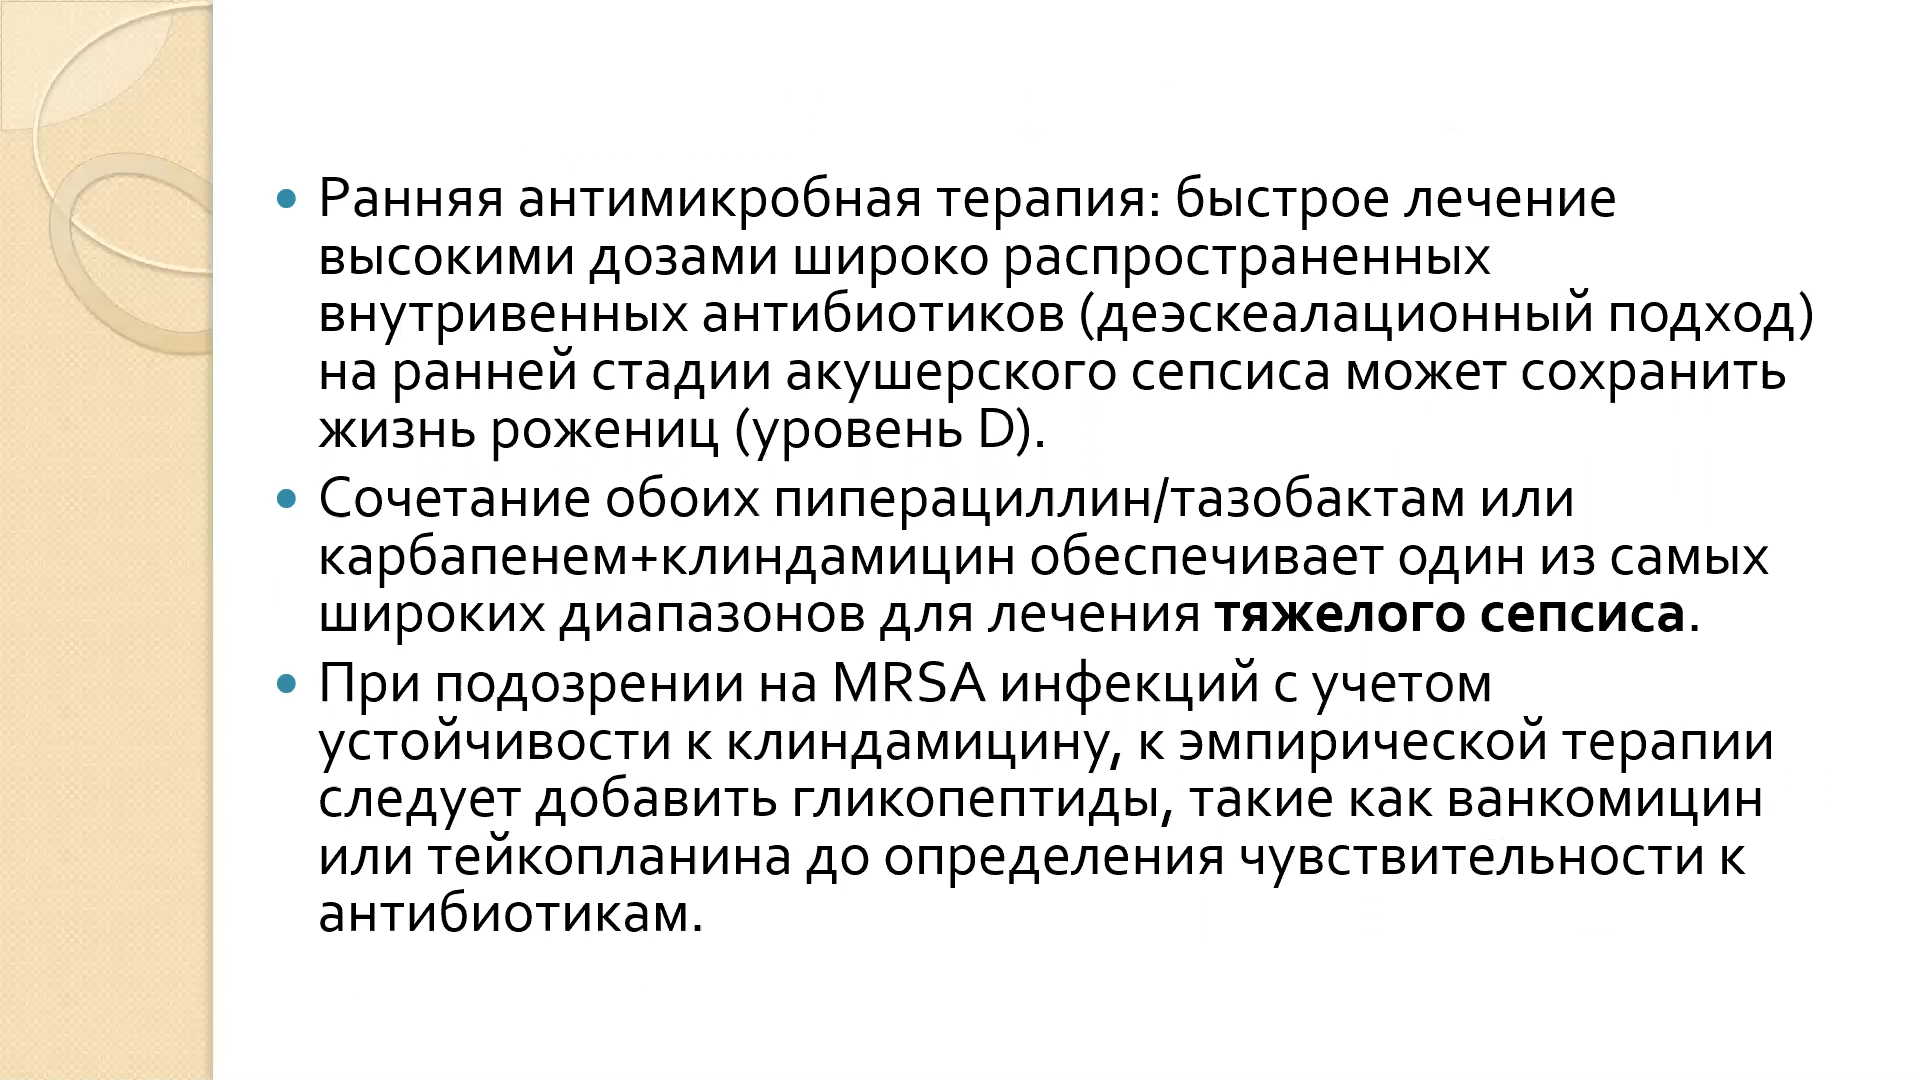 • Ранняя антимикробная терапия: быстрое лечение
высокими дозами широко распространенных
внутривенных антибиотиков (деэскеалационный подход)
на ранней стадии акушерского сепсиса может сохранить
жизнь рожениц (уровень D).
• Сочетание обоих пиперациллин/тазобактам или
карбапенем+клиндамицин обеспечивает один из самых
широких диапазонов для лечения тяжелого сепсиса.
• При подозрении на MRSA инфекций с учетом
устойчивости к клиндамицину, к эмпирической терапии
следует добавить гликопептиды, такие как ванкомицин
или тейкопланина до определения чувствительности к
антибиотикам.